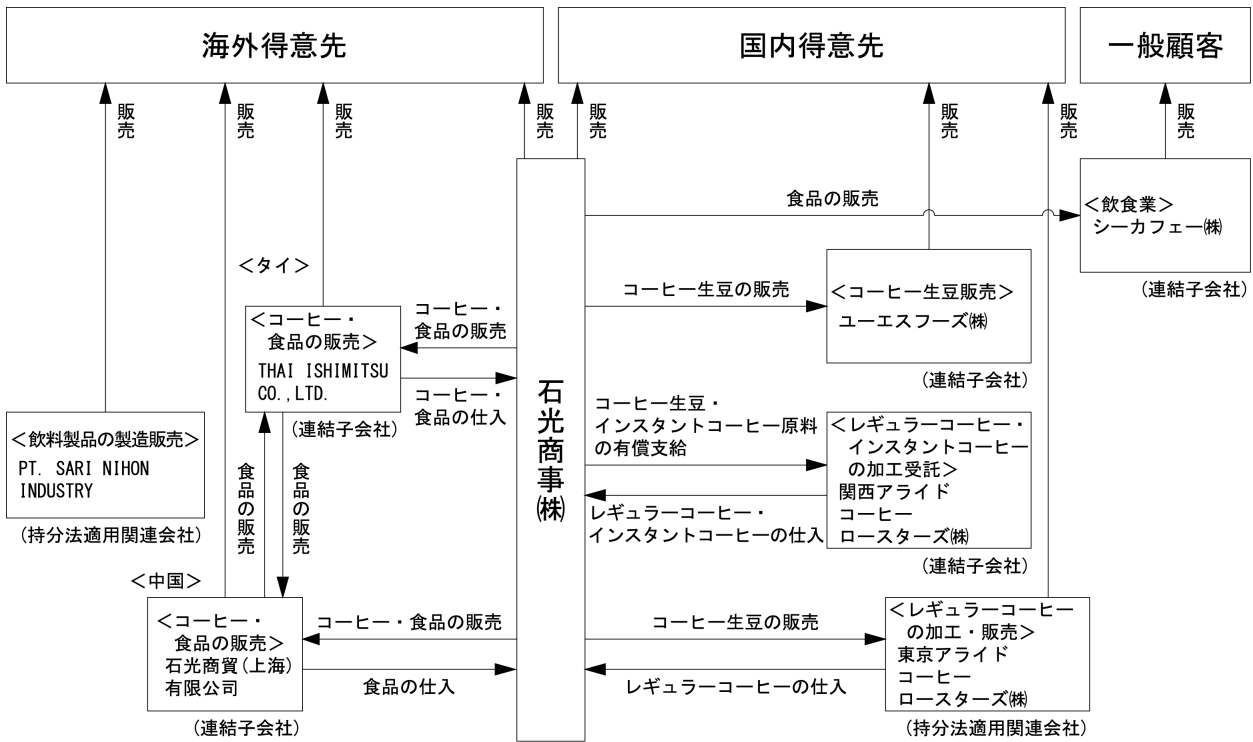 海外得意先
国内得意先
一般顧客
販売
販売
販売
販売
販売
販売
販売
販売
食品の販売
＜飲食業＞
シーカフェー㈱
(連結子会社)
＜タイ＞
＜コーヒー・
食品の販売＞
THAI ISHIMITSU
CO.,LTD.
(連結子会社)
コーヒー・
食品の販売
コーヒー・
食品の仕入
石光商事㈱
コーヒー生豆の販売
＜コーヒー生豆販売＞
ユーエスフーズ㈱
(連結子会社)
＜飲料製品の製造販売＞
PT. SARI NIHON
INDUSTRY
(持分法適用関連会社)
食品の販売
食品の販売
コーヒー生豆・
インスタントコーヒー原料
の有償支給
レギュラーコーヒー・
インスタントコーヒーの仕入
＜レギュラーコーヒー・
インスタントコーヒー
の加工受託＞
関西アライド
コーヒー
ロースターズ㈱
(連結子会社)
＜中国＞
＜コーヒー・
食品の販売＞
石光商貿(上海)
有限公司
(連結子会社)
コーヒー・食品の販売
食品の仕入
コーヒー生豆の販売
レギュラーコーヒーの仕入
＜レギュラーコーヒー
の加工・販売＞
東京アライド
コーヒー
ロースターズ㈱
(持分法適用関連会社)